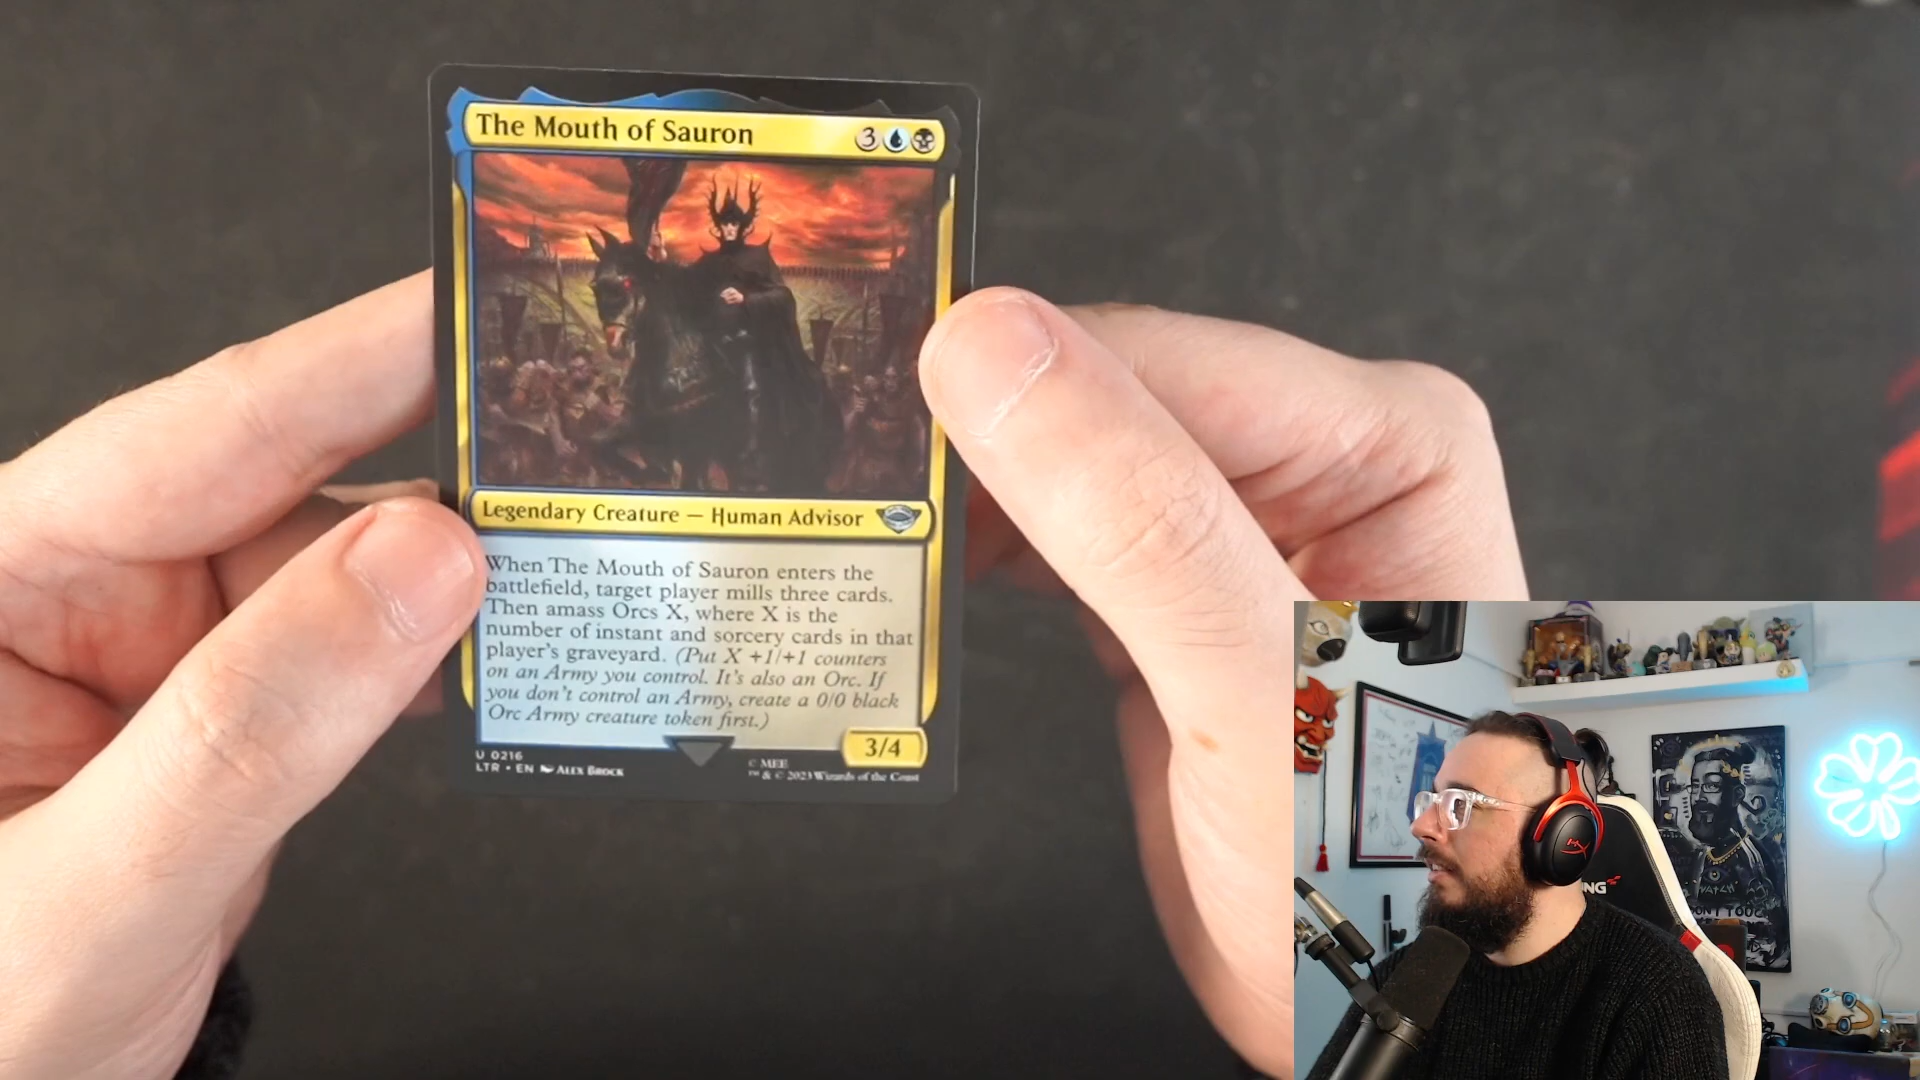 The Mouth of Sauron
3
Legendary Creature — Human Advisor
When The Mouth of Sauron enters the
battlefield, target player mills three cards.
Then amass Orcs X, where X is the
number of instant and sorcery cards in that
player's graveyard. (Put X +1/+1 counters
on an Army you control. It's also an Orc. If
you don't control an Army, create a 0/0 black
Orc Army creature token first.)
3/4
U 0216
LTR • EN ALEX BROCK
© MEE
™ & © 2023 Wizards of the Coast
HX